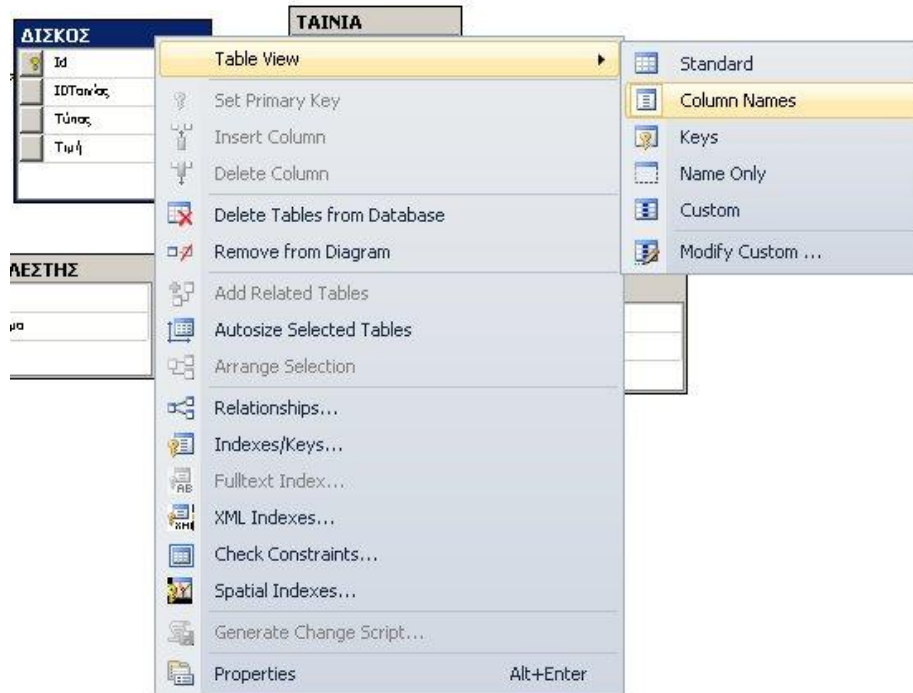 ΤΑΙΝΙΑ
ΔΙΣΚΟΣ
Id
IDΤαινίας
Τύπος
Τιμή
ΛΕΣΤΗΣ
μα
Table View
Set Primary Key
Insert Column
Delete Column
Delete Tables from Database
Remove from Diagram
Add Related Tables
Autosize Selected Tables
Arrange Selection
Relationships...
Indexes/Keys...
Fulltext Index...
XML Indexes...
Check Constraints...
Spatial Indexes...
Generate Change Script...
Properties Alt+Enter
Standard
Column Names
Keys
Name Only
Custom
Modify Custom ...